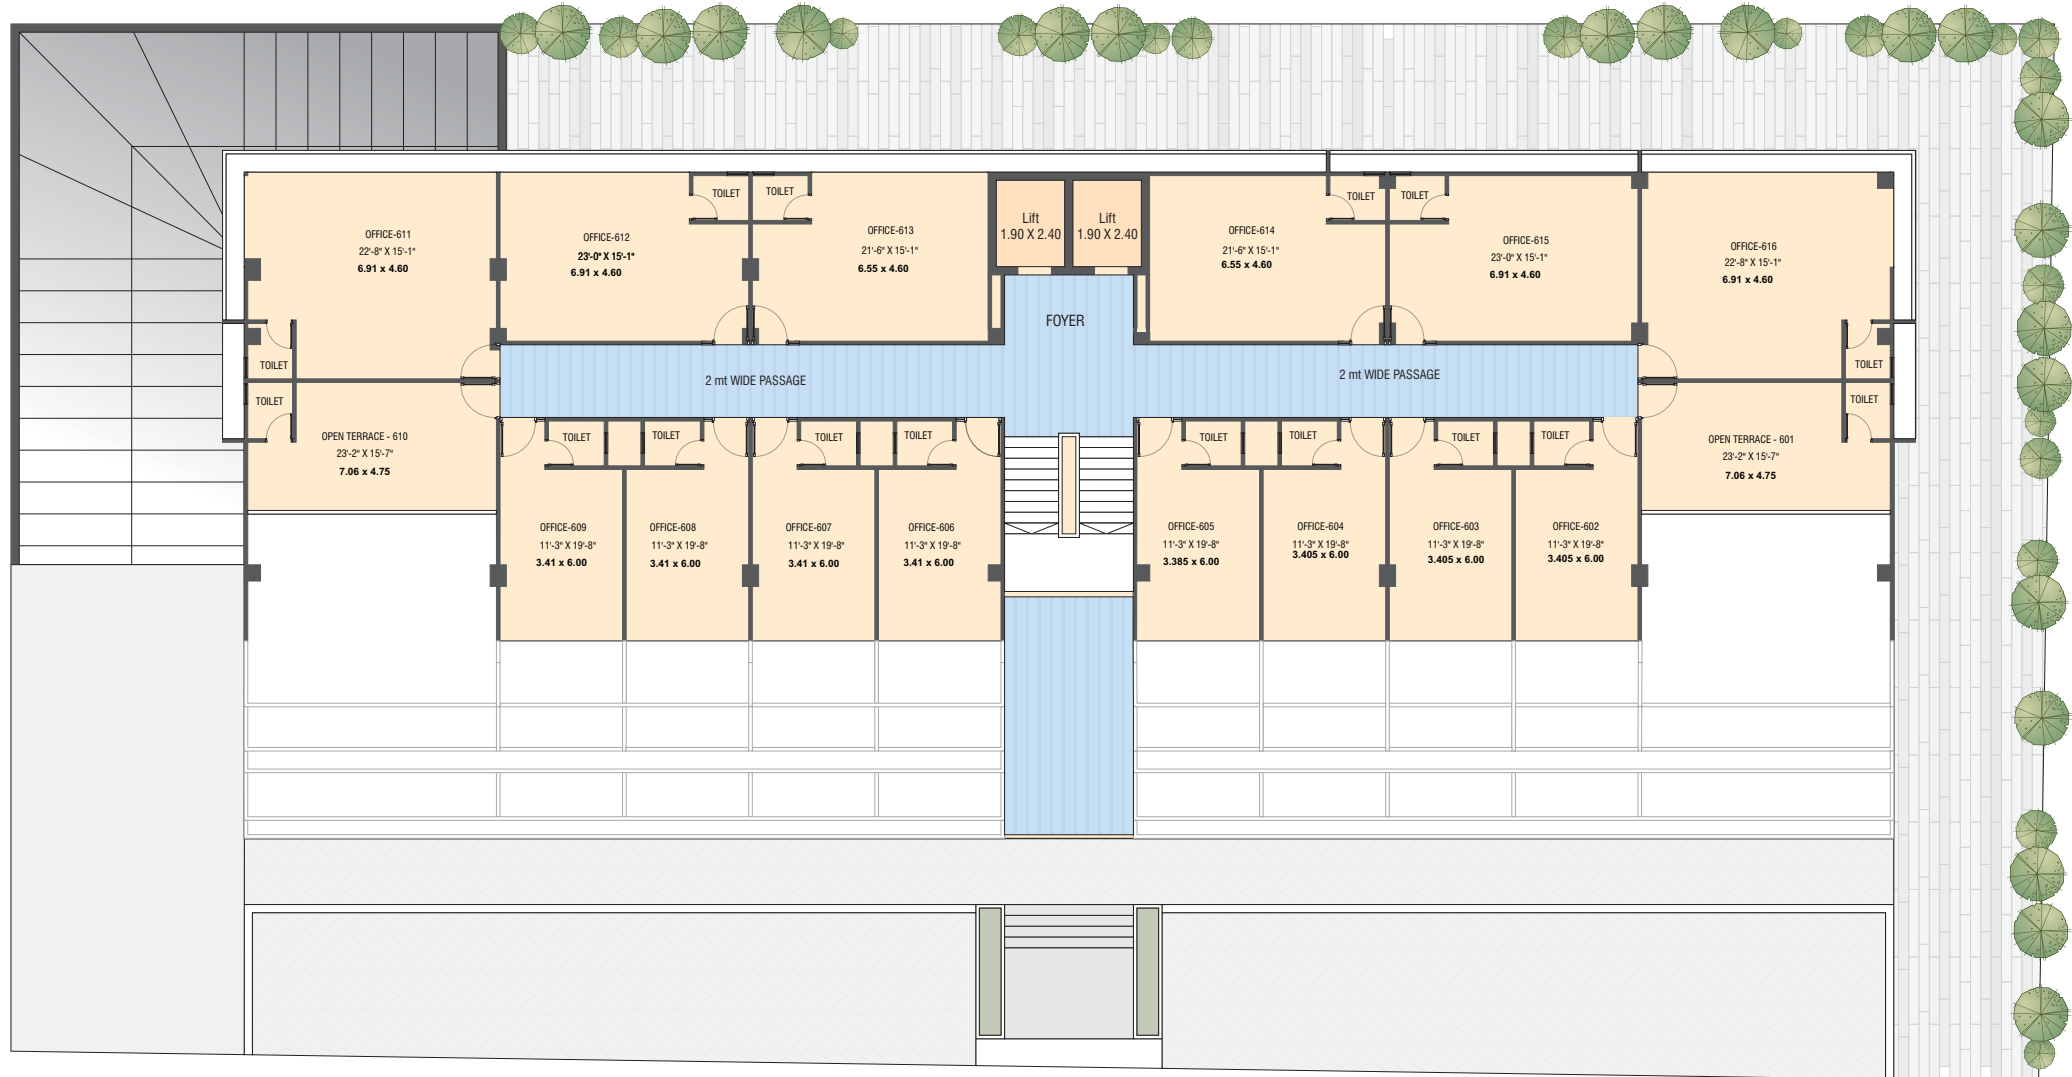 TOILET
TOILET
TOILET
TOILET
OFFICE-611
22'-8" X 15'-1"
6.91 x 4.60
OFFICE-612
23'-0" X 15'-1"
6.91 x 4.60
OFFICE-613
21'-6" X 15'-1"
6.55 x 4.60
Lift
1.90 X 2.40
Lift
1.90 X 2.40
OFFICE-614
21'-6" X 15'-1"
6.55 x 4.60
OFFICE-615
23'-0" X 15'-1"
6.91 x 4.60
OFFICE-616
22'-8" X 15'-1"
6.91 x 4.60
FOYER
TOILET
TOILET
2 mt WIDE PASSAGE
2 mt WIDE PASSAGE
TOILET
TOILET
OPEN TERRACE - 610
23'-2" X 15'-7"
7.06 x 4.75
TOILET
TOILET
TOILET
TOILET
TOILET
TOILET
TOILET
TOILET
OPEN TERRACE - 601
23'-2" X 15'-7"
7.06 x 4.75
OFFICE-609
11'-3" X 19'-8"
3.41 x 6.00
OFFICE-608
11'-3" X 19'-8"
3.41 x 6.00
OFFICE-607
11'-3" X 19'-8"
3.41 x 6.00
OFFICE-606
11'-3" X 19'-8"
3.41 x 6.00
OFFICE-605
11'-3" X 19'-8"
3.385 x 6.00
OFFICE-604
11'-3" X 19'-8"
3.405 x 6.00
OFFICE-603
11'-3" X 19'-8"
3.405 x 6.00
OFFICE-602
11'-3" X 19'-8"
3.405 x 6.00